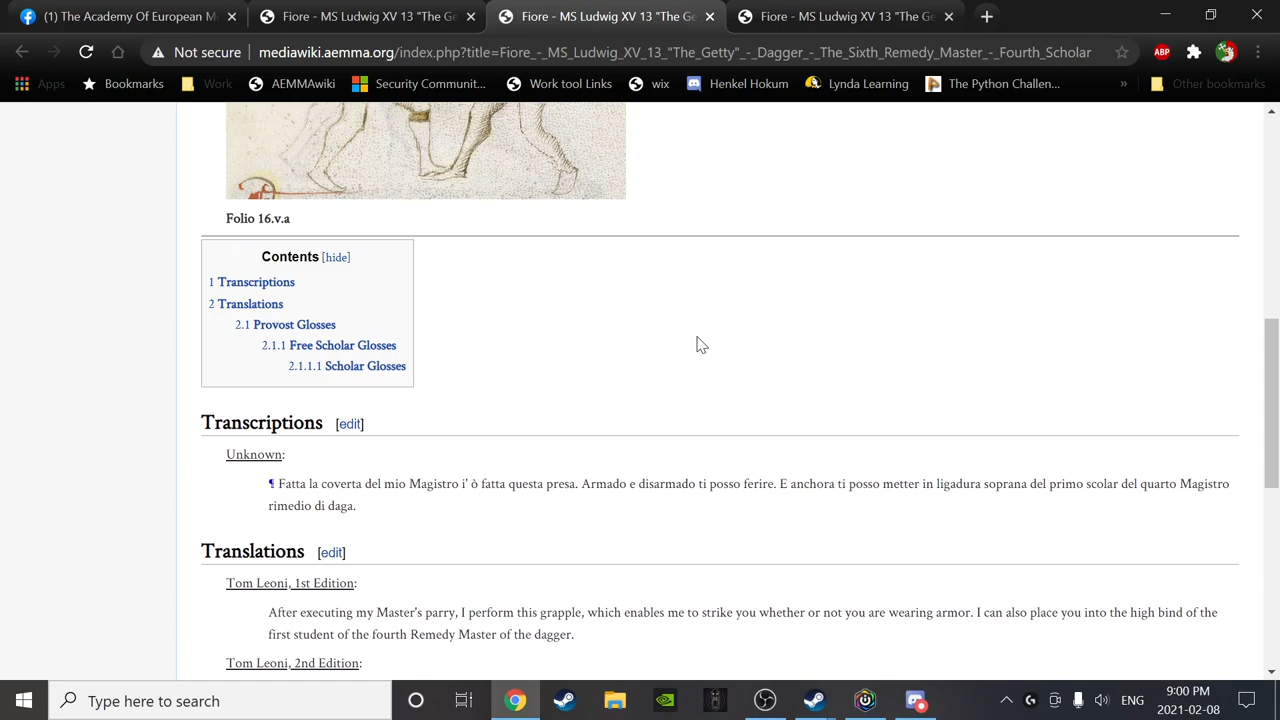 (1) The Academy Of European M
Fiore - MS Ludwig XV 13 "The G
Fiore - MS Ludwig XV 13 "The Ge
Fiore - MS Ludwig XV 13 "The Ge
Not secure mediawiki.aemma.org/index.php?title=Fiore_-_MS_Ludwig_XV_13_"The_Getty"_-_Dagger_-_The_Sixth_Remedy_Master_-_Fourth_Scholar
ABP
Apps Bookmarks Work AEMMAwiki Security Communit... Work tool Links wix Henkel Hokum Lynda Learning The Python Challen... » Other bookmarks
Folio 16.v.a
Contents [hide]
1 Transcriptions
2 Translations
2.1 Provost Glosses
2.1.1 Free Scholar Glosses
2.1.1.1 Scholar Glosses
Transcriptions [edit]
Unknown:
¶ Fatta la coverta del mio Magistro i' ò fatta questa presa. Armado e disarmado ti posso ferire. E anchora ti posso metter in ligadura soprana del primo scolar del quarto Magistro
rimedio di daga.
Translations [edit]
Tom Leoni, 1st Edition:
After executing my Master's parry, I perform this grapple, which enables me to strike you whether or not you are wearing armor. I can also place you into the high bind of the
first student of the fourth Remedy Master of the dagger.
Tom Leoni, 2nd Edition:
Type here to search
ENG
9:00 PM
2021-02-08